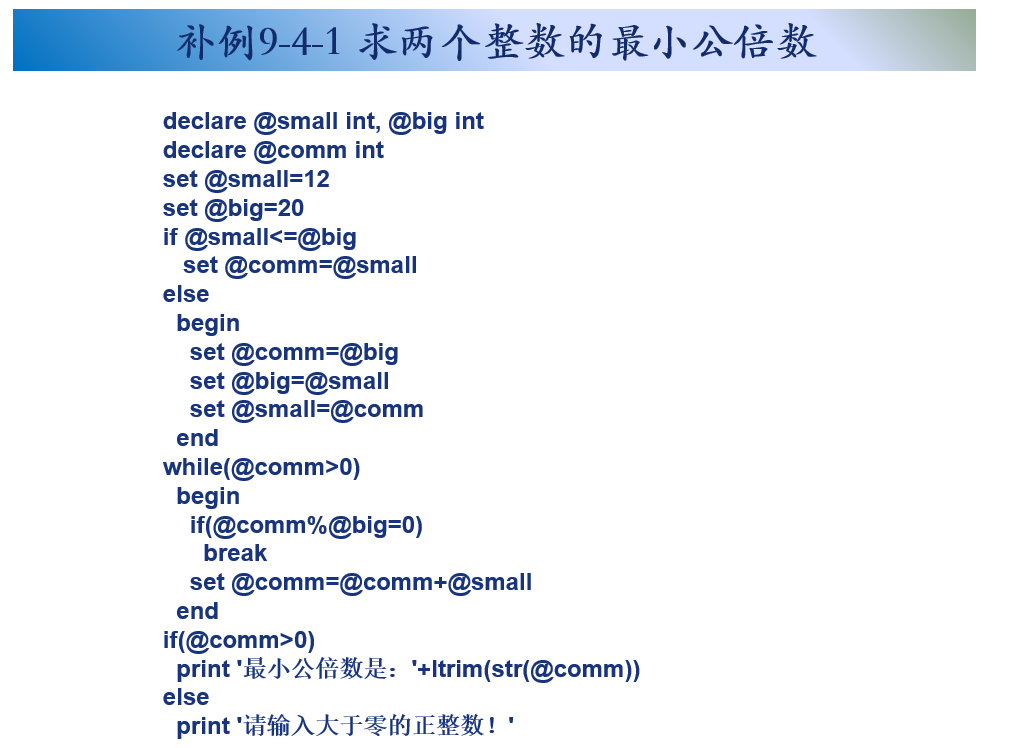 补例9-4-1 求两个整数的最小公倍数
declare @small int, @big int
declare @comm int
set @small=12
set @big=20
if @small<=@big
set @comm=@small
else
begin
set @comm=@big
set @big=@small
set @small=@comm
end
while(@comm>0)
begin
if(@comm%@big=0)
break
set @comm=@comm+@small
end
if(@comm>0)
print '最小公倍数是：'+ltrim(str(@comm))
else
print '请输入大于零的正整数！'